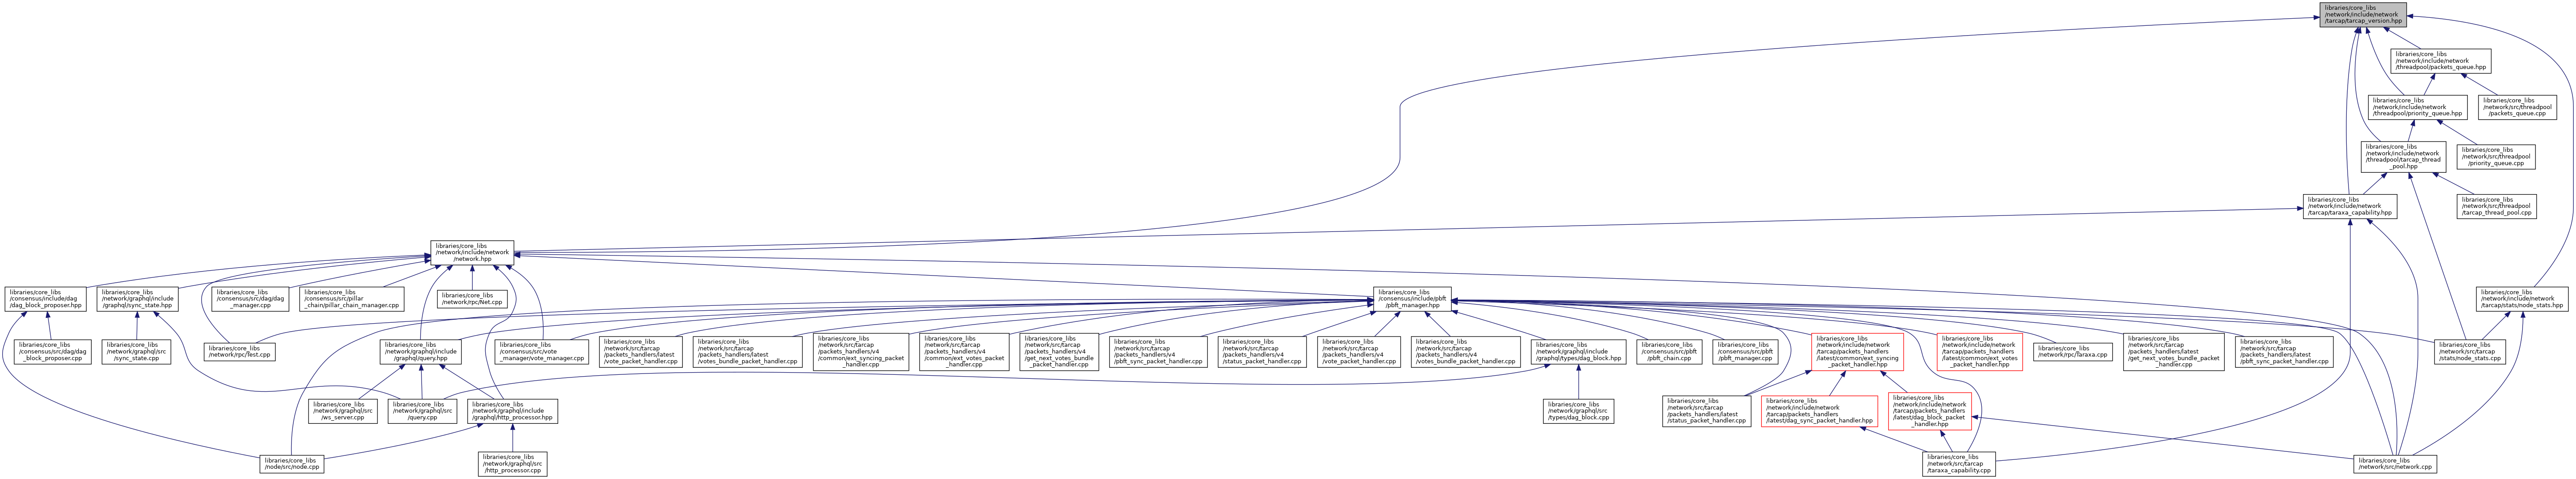 libraries/core_libs
/network/include/network
/tarcap/tarcap_version.hpp
libraries/core_libs
/network/include/network
/threadpool/packets_queue.hpp
libraries/core_libs
/network/include/network
/threadpool/priority_queue.hpp
libraries/core_libs
/network/src/threadpool
/packets_queue.cpp
libraries/core_libs
/network/include/network
/threadpool/tarcap_thread
_pool.hpp
libraries/core_libs
/network/src/threadpool
/priority_queue.cpp
libraries/core_libs
/network/include/network
/tarcap/taraxa_capability.hpp
libraries/core_libs
/network/src/threadpool
/tarcap_thread_pool.cpp
libraries/core_libs
/network/include/network
/network.hpp
libraries/core_libs
/consensus/include/dag
/dag_block_proposer.hpp
libraries/core_libs
/network/graphql/include
/graphql/sync_state.hpp
libraries/core_libs
/consensus/src/dag/dag
_manager.cpp
libraries/core_libs
/consensus/src/pillar
_chain/pillar_chain_manager.cpp
libraries/core_libs
/network/rpc/Net.cpp
libraries/core_libs
/consensus/include/pbft
/pbft_manager.hpp
libraries/core_libs
/network/include/network
/tarcap/stats/node_stats.hpp
libraries/core_libs
/consensus/src/dag/dag
_block_proposer.cpp
libraries/core_libs
/network/graphql/src
/sync_state.cpp
libraries/core_libs
/network/rpc/Test.cpp
libraries/core_libs
/network/graphql/include
/graphql/query.hpp
libraries/core_libs
/consensus/src/vote
_manager/vote_manager.cpp
libraries/core_libs
/network/src/tarcap
/packets_handlers/latest
/vote_packet_handler.cpp
libraries/core_libs
/network/src/tarcap
/packets_handlers/latest
/votes_bundle_packet_handler.cpp
libraries/core_libs
/network/src/tarcap
/packets_handlers/v4
/common/ext_syncing_packet
_handler.cpp
libraries/core_libs
/network/src/tarcap
/packets_handlers/v4
/common/ext_votes_packet
_handler.cpp
libraries/core_libs
/network/src/tarcap
/packets_handlers/v4
/get_next_votes_bundle
_packet_handler.cpp
libraries/core_libs
/network/src/tarcap
/packets_handlers/v4
/pbft_sync_packet_handler.cpp
libraries/core_libs
/network/src/tarcap
/packets_handlers/v4
/status_packet_handler.cpp
libraries/core_libs
/network/src/tarcap
/packets_handlers/v4
/vote_packet_handler.cpp
libraries/core_libs
/network/src/tarcap
/packets_handlers/v4
/votes_bundle_packet_handler.cpp
libraries/core_libs
/network/graphql/include
/graphql/types/dag_block.hpp
libraries/core_libs
/consensus/src/pbft
/pbft_chain.cpp
libraries/core_libs
/consensus/src/pbft
/pbft_manager.cpp
libraries/core_libs
/network/include/network
/tarcap/packets_handlers
/latest/common/ext_syncing
_packet_handler.hpp
libraries/core_libs
/network/include/network
/tarcap/packets_handlers
/latest/common/ext_votes
_packet_handler.hpp
libraries/core_libs
/network/rpc/Taraxa.cpp
libraries/core_libs
/network/src/tarcap
/packets_handlers/latest
/get_next_votes_bundle_packet
_handler.cpp
libraries/core_libs
/network/src/tarcap
/packets_handlers/latest
/pbft_sync_packet_handler.cpp
libraries/core_libs
/network/src/tarcap
/stats/node_stats.cpp
libraries/core_libs
/network/graphql/src
/ws_server.cpp
libraries/core_libs
/network/graphql/src
/query.cpp
libraries/core_libs
/network/graphql/include
/graphql/http_processor.hpp
libraries/core_libs
/network/graphql/src
/types/dag_block.cpp
libraries/core_libs
/network/src/tarcap
/packets_handlers/latest
/status_packet_handler.cpp
libraries/core_libs
/network/include/network
/tarcap/packets_handlers
/latest/dag_sync_packet_handler.hpp
libraries/core_libs
/network/include/network
/tarcap/packets_handlers
/latest/dag_block_packet
_handler.hpp
libraries/core_libs
/node/src/node.cpp
libraries/core_libs
/network/graphql/src
/http_processor.cpp
libraries/core_libs
/network/src/tarcap
/taraxa_capability.cpp
libraries/core_libs
/network/src/network.cpp